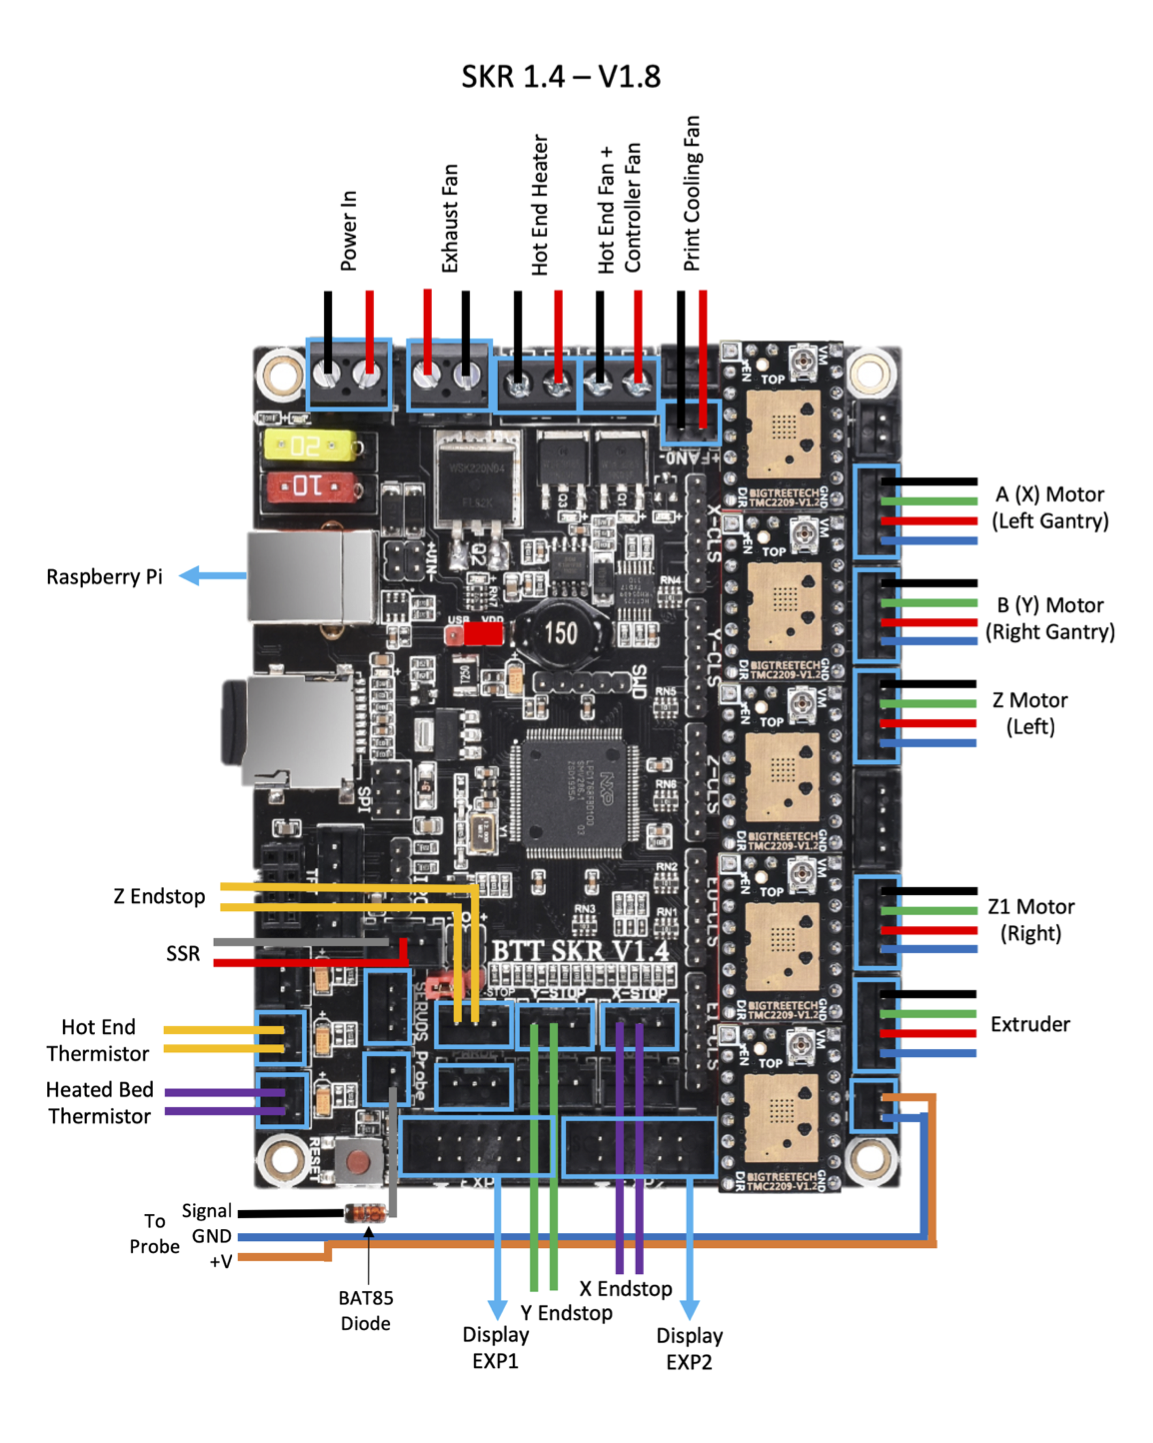 SKR 1.4 – V1.8
Power In
Exhaust Fan
Hot End Heater
Hot End Fan +
Controller Fan
Print Cooling Fan
VM
EN
TOP
DIR
GND
BIGTREETECH
TMC2209-V1.2
+FAN0-
20
10
WSK220N04
Q2
+VIN-
RN7
USB
VDD
150
SWD
RN4
X-CLS
A (X) Motor
(Left Gantry)
VM
EN
TOP
DIR
GND
BIGTREETECH
TMC2209-V1.2
Raspberry Pi
B (Y) Motor
(Right Gantry)
Y-CLS
RN5
VM
EN
TOP
DIR
GND
BIGTREETECH
TMC2209-V1.2
Z Motor
(Left)
NXP
SPI
Y1
Z-CLS
RN6
VM
EN
TOP
DIR
GND
BIGTREETECH
TMC2209-V1.2
Z Endstop
SSR
RN2
RN3
RN1
E0-CLS
BTT SKR V1.4
Z1 Motor
(Right)
Y-STOP
X-STOP
SERVOS
Probe
E1-CLS
Hot End
Thermistor
Heated Bed
Thermistor
Extruder
VM
EN
TOP
DIR
GND
BIGTREETECH
TMC2209-V1.2
RESET
To
Probe
Signal
GND
+V
BAT85
Diode
X Endstop
Y Endstop
Display
EXP1
Display
EXP2